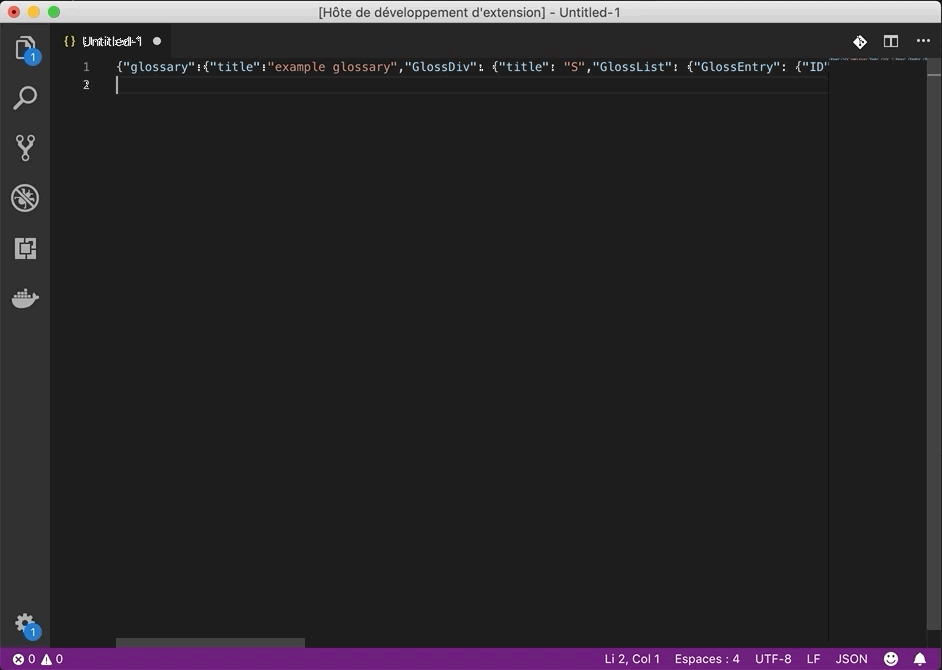 [Hôte de développement d'extension] - Untitled-1
1
{} Untitled-1
1 {"glossary":{"title":"example glossary","GlossDiv": {"title": "S","GlossList": {"GlossEntry": {"ID"
2
1
0 0 Li 2, Col 1 Espaces : 4 UTF-8 LF JSON